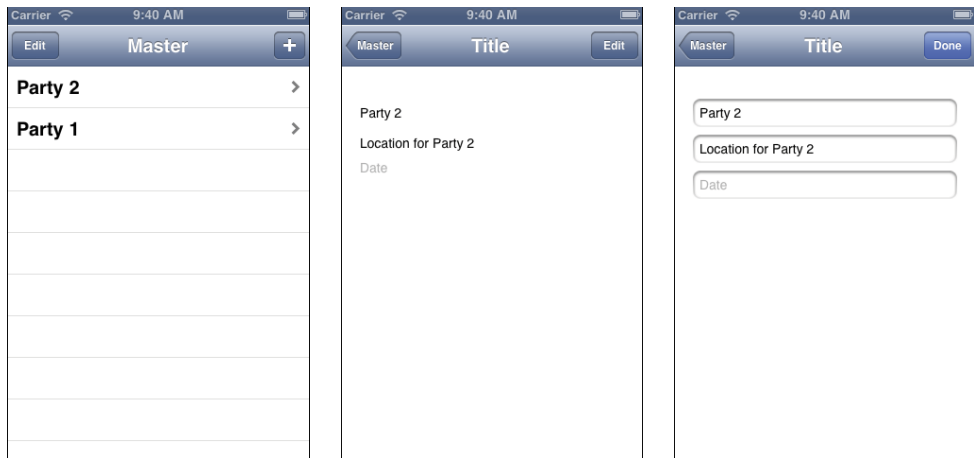 Carrier 9:40 AM
Edit Master +
Party 2
Party 1
Carrier 9:40 AM
Master Title Edit
Party 2
Location for Party 2
Date
Carrier 9:40 AM
Master Title Done
Party 2
Location for Party 2
Date